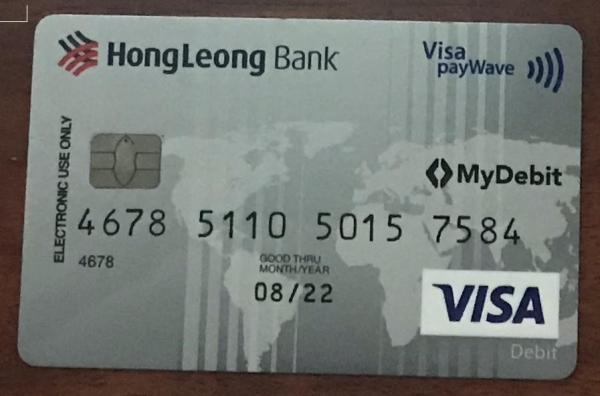 HongLeong Bank
Visa
payWave
ELECTRONIC USE ONLY
MyDebit
4678 5110 5015 7584
4678
GOOD THRU
MONTH/YEAR
08/22
VISA
Debit